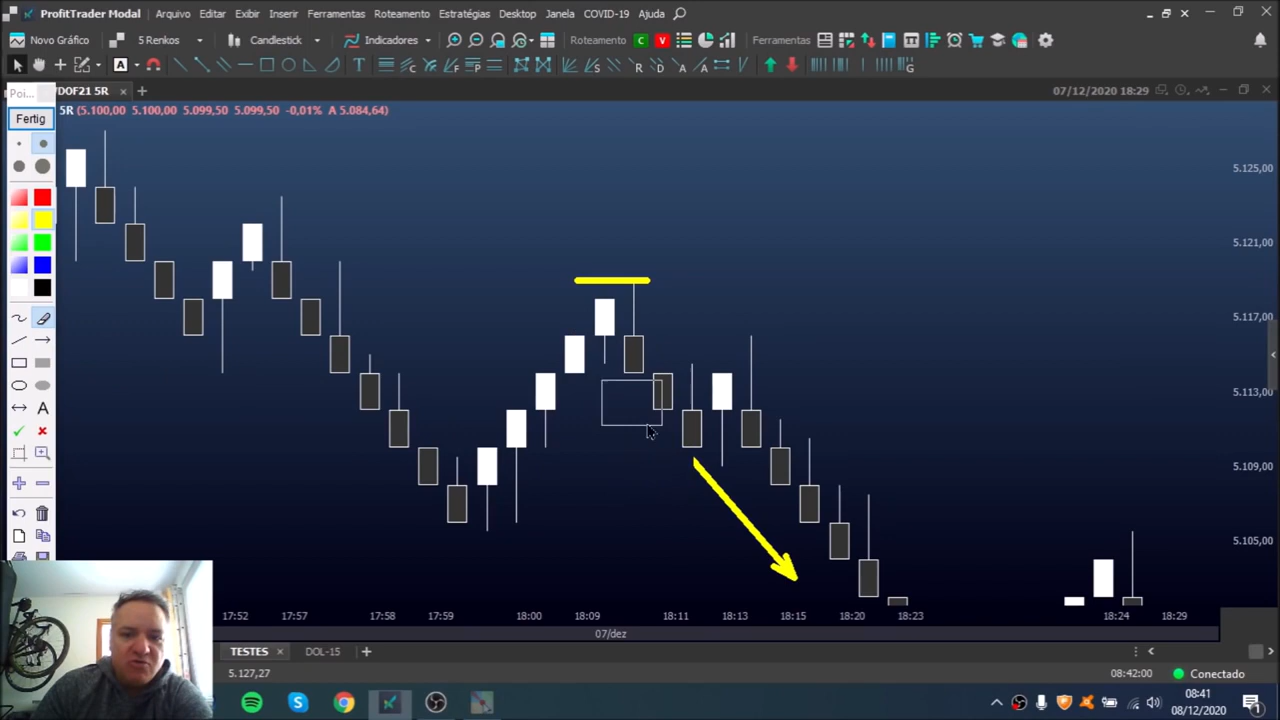 ProfitTrader Modal Arquivo Editar Exibir Inserir Ferramentas Roteamento Estratégias Desktop Janela COVID-19 Ajuda
Novo Gráfico 5 Renkos Candlestick Indicadores Roteamento C V Ferramentas
A T
Poi... DOF21 5R 07/12/2020 18:29
Fertig 5R (5.100,00 5.100,00 5.099,50 5.099,50 -0,01% A 5.084,64)
5.125,00
5.121,00
5.117,00
5.113,00
5.109,00
5.105,00
A
17:52 17:57 17:58 18:00 18:09 18:11 18:13 18:15 18:20 18:23 18:24 18:29
07/dez
TESTES DOL-15
5.127,27 08:42:00 Conectado
08:41
08/12/2020